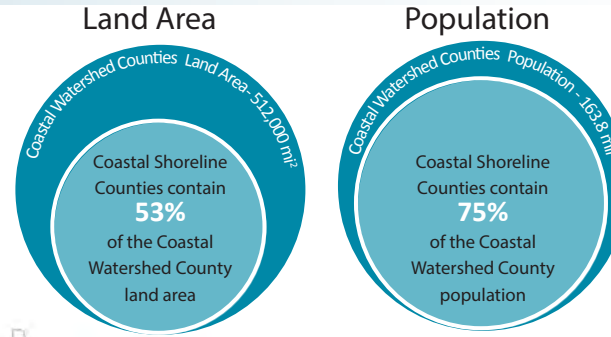 Land Area
Coastal Watershed Counties Land Area - 512,000 mi²
Coastal Shoreline
Counties contain
53%
of the Coastal
Watershed County
land area
Population
Coastal Watershed Counties Population - 163.8 mil
Coastal Shoreline
Counties contain
75%
of the Coastal
Watershed County
population